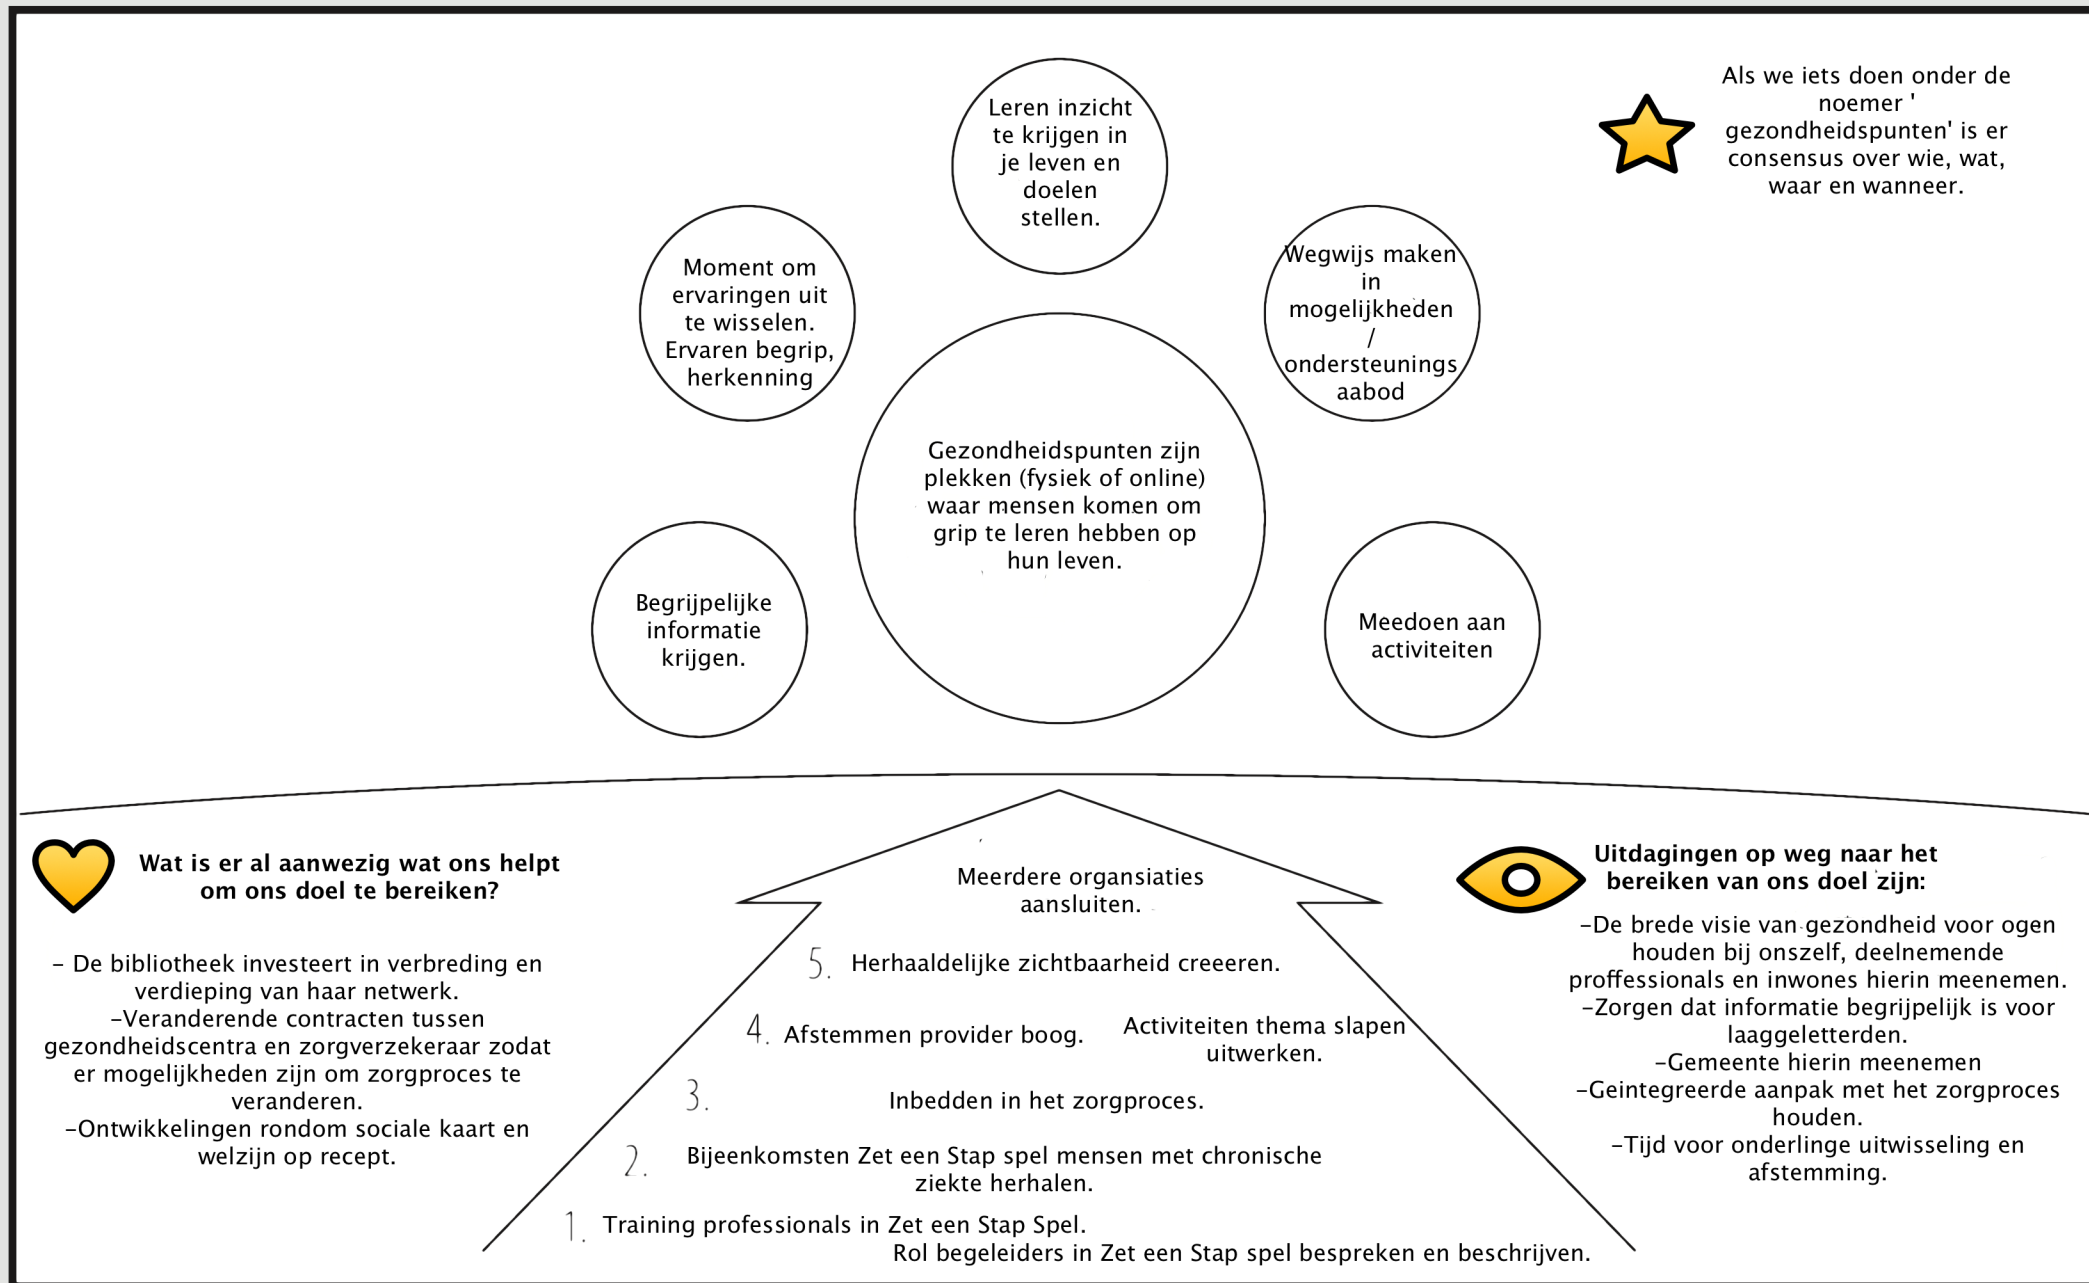 Leren inzicht
te krijgen in
je leven en
doelen
stellen.
Als we iets doen onder de
noemer '
gezondheidspunten' is er
consensus over wie, wat,
waar en wanneer.
Moment om
ervaringen uit
te wisselen.
Ervaren begrip,
herkenning
Wegwijs maken
in
mogelijkheden
/
ondersteunings
aabod
Gezondheidspunten zijn
plekken (fysiek of online)
waar mensen komen om
grip te leren hebben op
hun leven.
Begrijpelijke
informatie
krijgen.
Meedoen aan
activiteiten
Wat is er al aanwezig wat ons helpt
om ons doel te bereiken?
- De bibliotheek investeert in verbreding en
verdieping van haar netwerk.
-Veranderende contracten tussen
gezondheidscentra en zorgverzekeraar zodat
er mogelijkheden zijn om zorgproces te
veranderen.
-Ontwikkelingen rondom sociale kaart en
welzijn op recept.
Meerdere organsiaties
aansluiten.
5. Herhaaldelijke zichtbaarheid creeeren.
4. Afstemmen provider boog.
Activiteiten thema slapen
uitwerken.
3. Inbedden in het zorgproces.
2. Bijeenkomsten Zet een Stap spel mensen met chronische
ziekte herhalen.
1. Training professionals in Zet een Stap Spel.
Rol begeleiders in Zet een Stap spel bespreken en beschrijven.
Uitdagingen op weg naar het
bereiken van ons doel zijn:
-De brede visie van gezondheid voor ogen
houden bij onszelf, deelnemende
proffessionals en inwones hierin meenemen.
-Zorgen dat informatie begrijpelijk is voor
laaggeletterden.
-Gemeente hierin meenemen
-Geintegreerde aanpak met het zorgproces
houden.
-Tijd voor onderlinge uitwisseling en
afstemming.